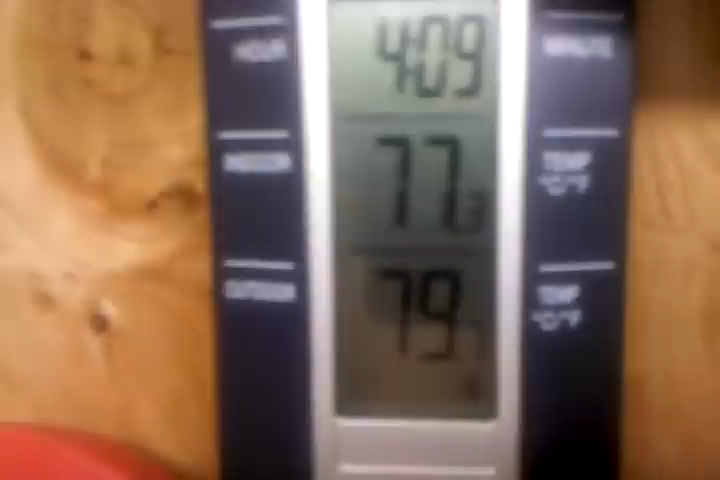 HOUR 4:09 MINUTE
INDOOR 77 TEMP
°C/°F
OUTDOOR 79 TEMP
°C/°F